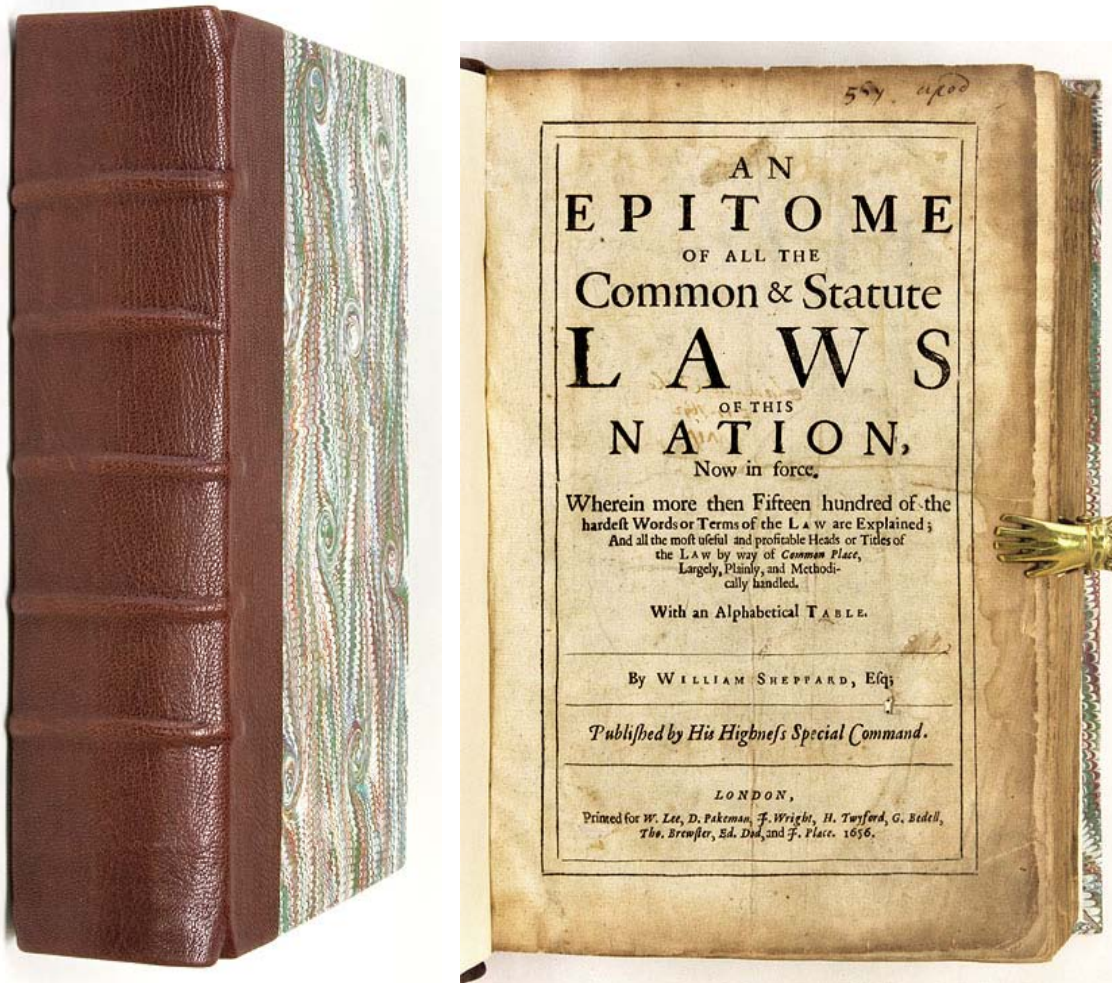 AN
EPITOME
OF ALL THE
Common & Statute
LAWS
OF THIS
NATION,
Now in force.
Wherein more then Fifteen hundred of the
hardeſt Words or Terms of the LAW are Explained;
And all the moſt uſeful and profitable Heads or Titles of
the LAW by way of Common Place,
Largely, Plainly, and Methodi-
cally handled.
With an Alphabetical TABLE.
By WILLIAM SHEPPARD, Eſq;
Publiſhed by His Highneſs Special Command.
LONDON,
Printed for W. Lee, D. Pakeman, J. Wright, H. Twyford, G. Bedell,
Tho. Brewſter, Ed. Dod, and J. Place. 1656.